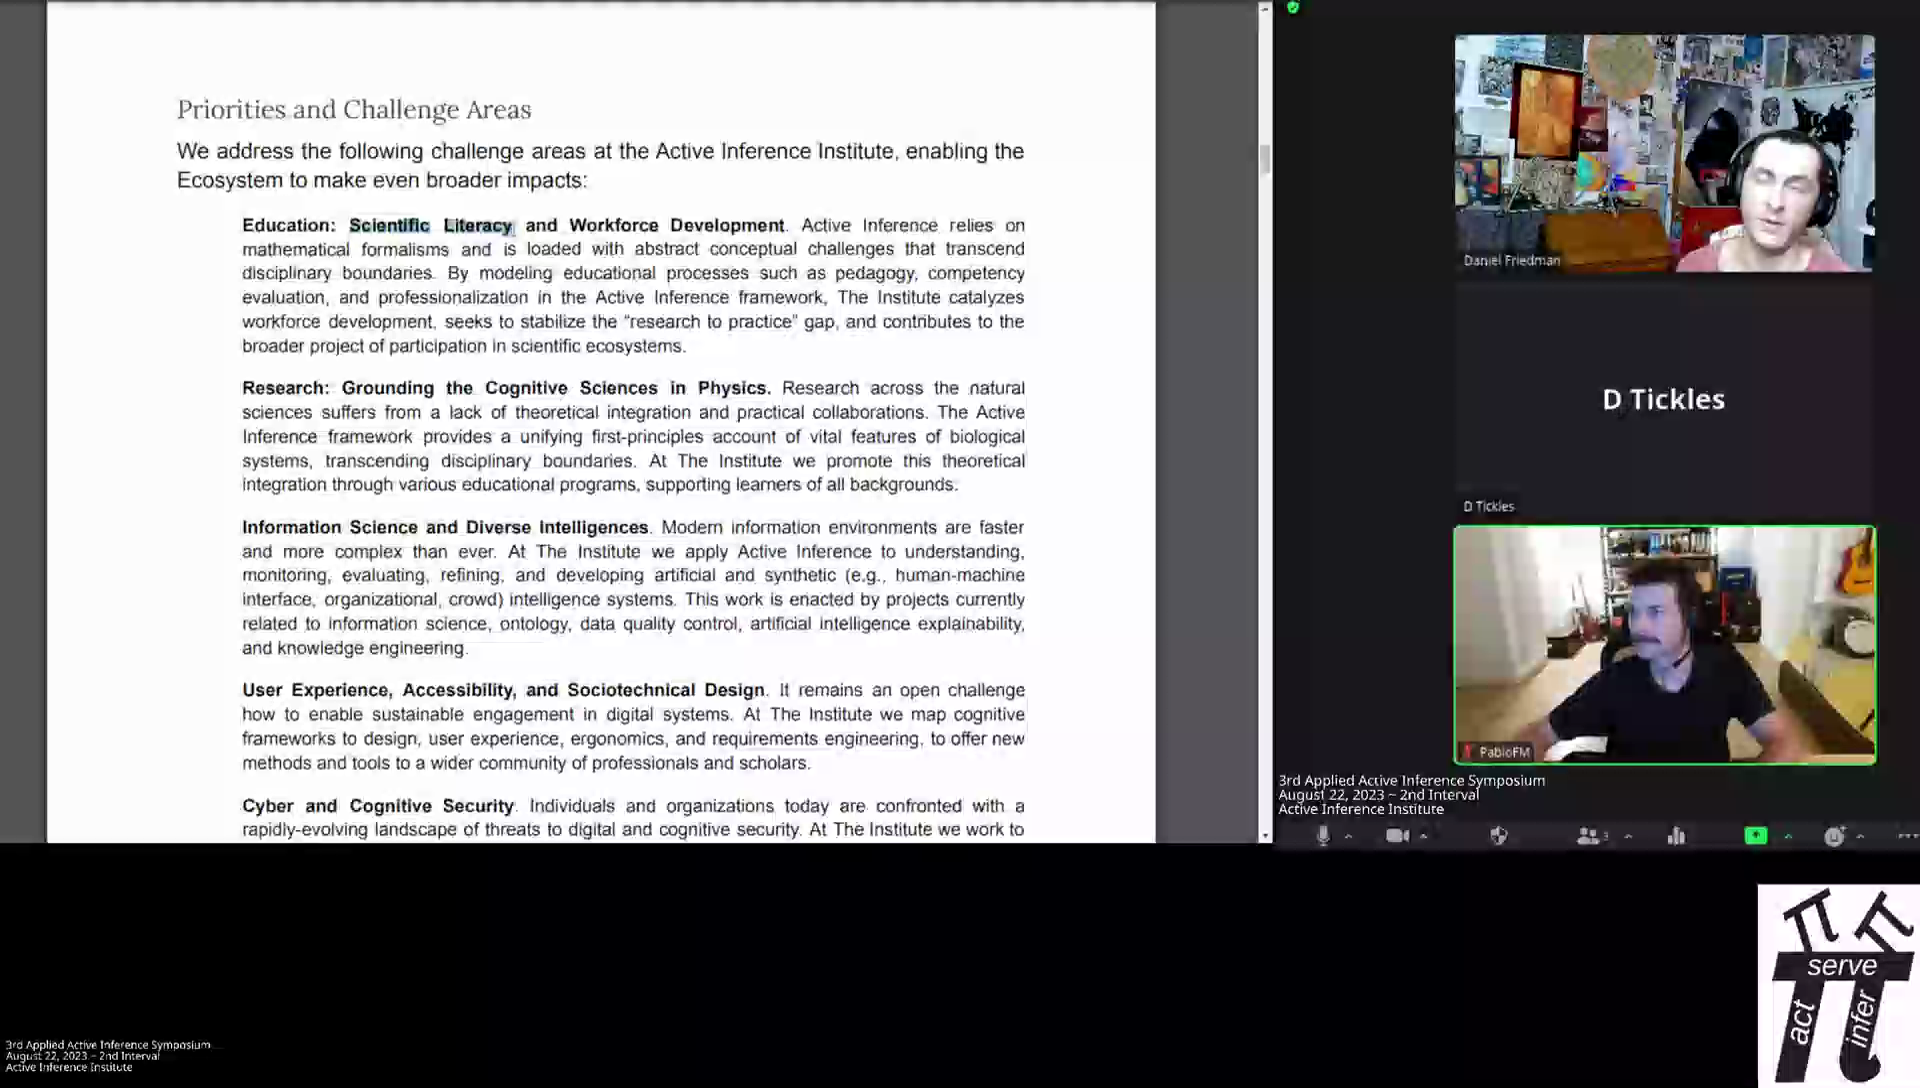 Priorities and Challenge Areas
We address the following challenge areas at the Active Inference Institute, enabling the
Ecosystem to make even broader impacts:
Education: Scientific Literacy and Workforce Development. Active Inference relies on
mathematical formalisms and is loaded with abstract conceptual challenges that transcend
disciplinary boundaries. By modeling educational processes such as pedagogy, competency
evaluation, and professionalization in the Active Inference framework, The Institute catalyzes
workforce development, seeks to stabilize the “research to practice” gap, and contributes to the
broader project of participation in scientific ecosystems.
Research: Grounding the Cognitive Sciences in Physics. Research across the natural
sciences suffers from a lack of theoretical integration and practical collaborations. The Active
Inference framework provides a unifying first-principles account of vital features of biological
systems, transcending disciplinary boundaries. At The Institute we promote this theoretical
integration through various educational programs, supporting learners of all backgrounds.
Information Science and Diverse Intelligences. Modern information environments are faster
and more complex than ever. At The Institute we apply Active Inference to understanding,
monitoring, evaluating, refining, and developing artificial and synthetic (e.g., human-machine
interface, organizational, crowd) intelligence systems. This work is enacted by projects currently
related to information science, ontology, data quality control, artificial intelligence explainability,
and knowledge engineering.
User Experience, Accessibility, and Sociotechnical Design. It remains an open challenge
how to enable sustainable engagement in digital systems. At The Institute we map cognitive
frameworks to design, user experience, ergonomics, and requirements engineering, to offer new
methods and tools to a wider community of professionals and scholars.
Cyber and Cognitive Security. Individuals and organizations today are confronted with a
rapidly-evolving landscape of threats to digital and cognitive security. At The Institute we work to
Daniel Friedman
D Tickles
D Tickles
PabloFM
3rd Applied Active Inference Symposium
August 22, 2023 ~ 2nd Interval
Active Inference Institute
3
serve
act
infer
3rd Applied Active Inference Symposium
August 22, 2023 ~ 2nd Interval
Active Inference Institute